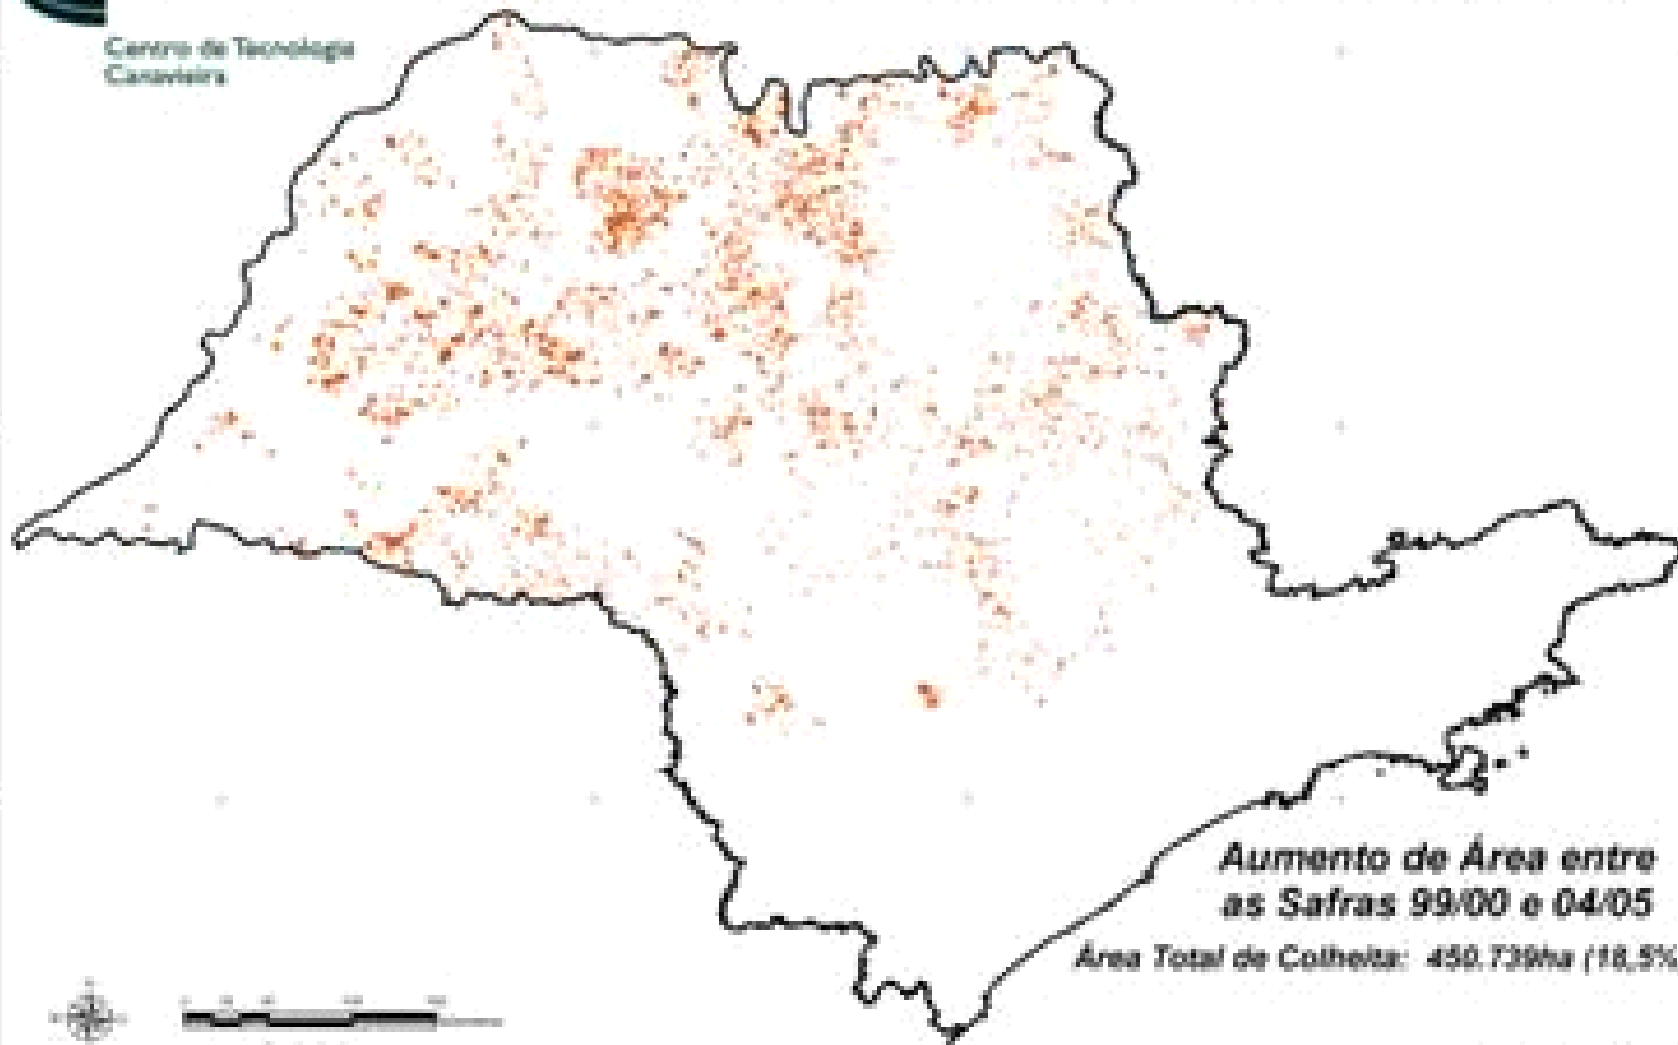 Centro de Tecnologia
Canavieira
Aumento de Área entre
as Safras 99/00 e 04/05
Área Total de Colheita: 450.739ha (18,5%